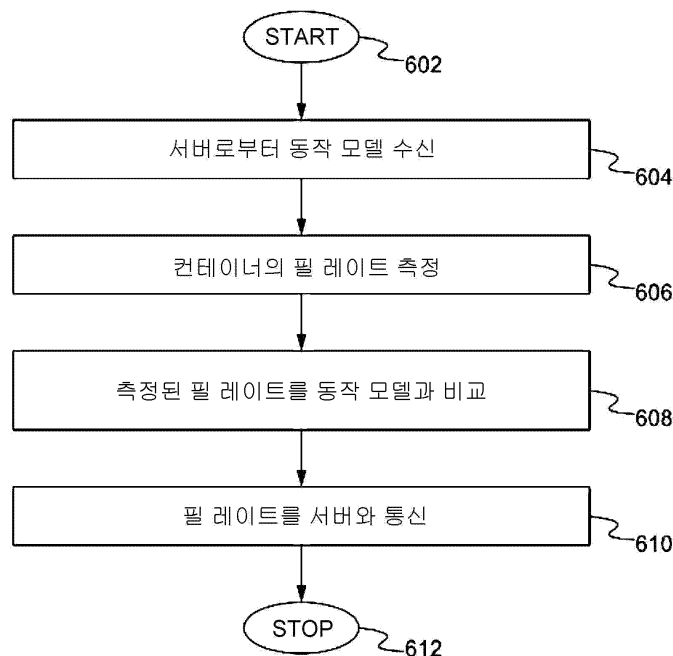 START
602
서버로부터 동작 모델 수신
604
컨테이너의 필 레이트 측정
606
측정된 필 레이트를 동작 모델과 비교
608
필 레이트를 서버와 통신
610
STOP
612